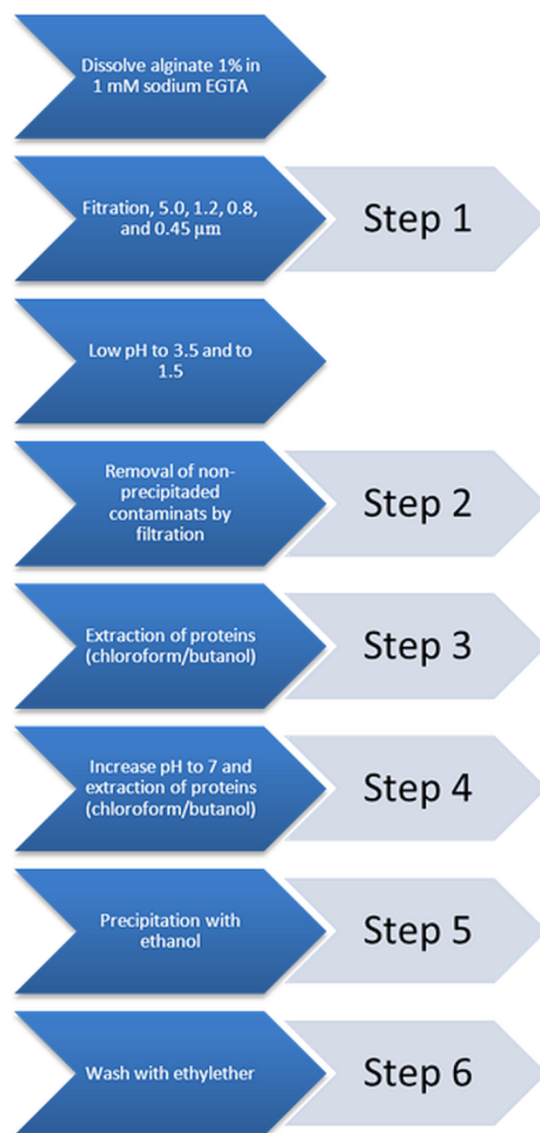 Dissolve alginate 1% in
1 mM sodium EGTA
Fitration, 5.0, 1.2, 0.8,
and 0.45 µm
Step 1
Low pH to 3.5 and to
1.5
Removal of non-
precipitaded
contaminats by
filtration
Step 2
Extraction of proteins
(chloroform/butanol)
Step 3
Increase pH to 7 and
extraction of proteins
(chloroform/butanol)
Step 4
Precipitation with
ethanol
Step 5
Wash with ethylether
Step 6